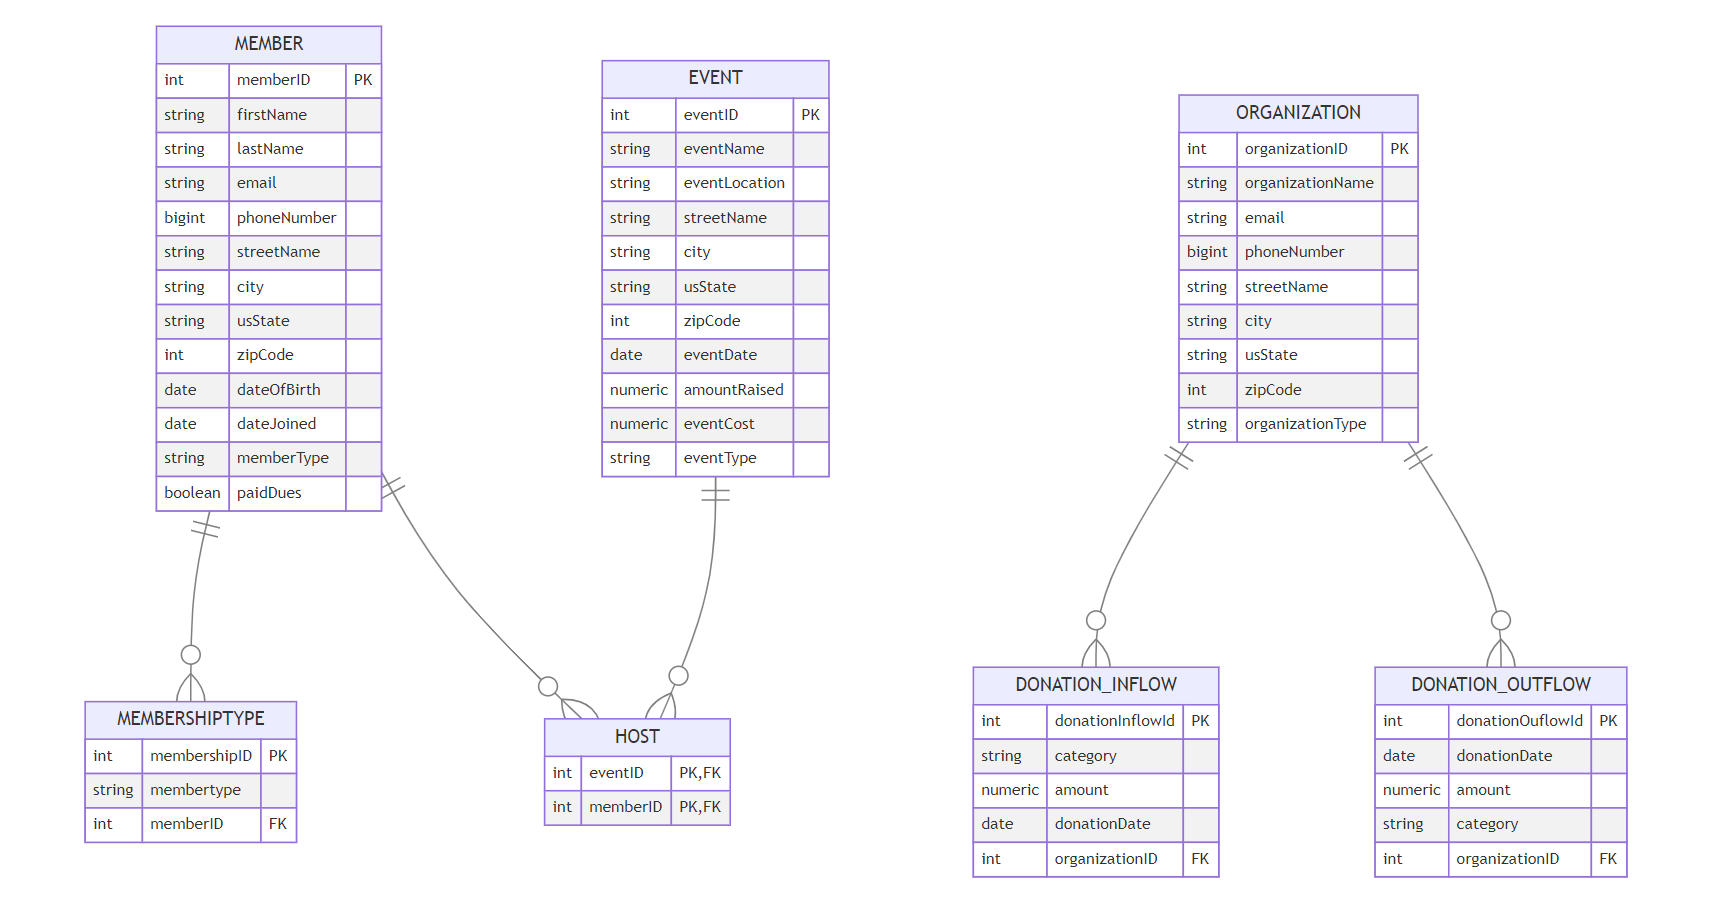 MEMBER
int memberID PK
string firstName
string lastName
string email
bigint phoneNumber
string streetName
string city
string usState
int zipCode
date dateOfBirth
date dateJoined
string memberType
boolean paidDues
EVENT
int eventID PK
string eventName
string eventLocation
string streetName
string city
string usState
int zipCode
date eventDate
numeric amountRaised
numeric eventCost
string eventType
ORGANIZATION
int organizationID PK
string organizationName
string email
bigint phoneNumber
string streetName
string city
string usState
int zipCode
string organizationType
MEMBERSHIPTYPE
int membershipID PK
string membertype
int memberID FK
HOST
int eventID PK,FK
int memberID PK,FK
DONATION_INFLOW
int donationInflowId PK
string category
numeric amount
date donationDate
int organizationID FK
DONATION_OUTFLOW
int donationOuflowId PK
date donationDate
numeric amount
string category
int organizationID FK